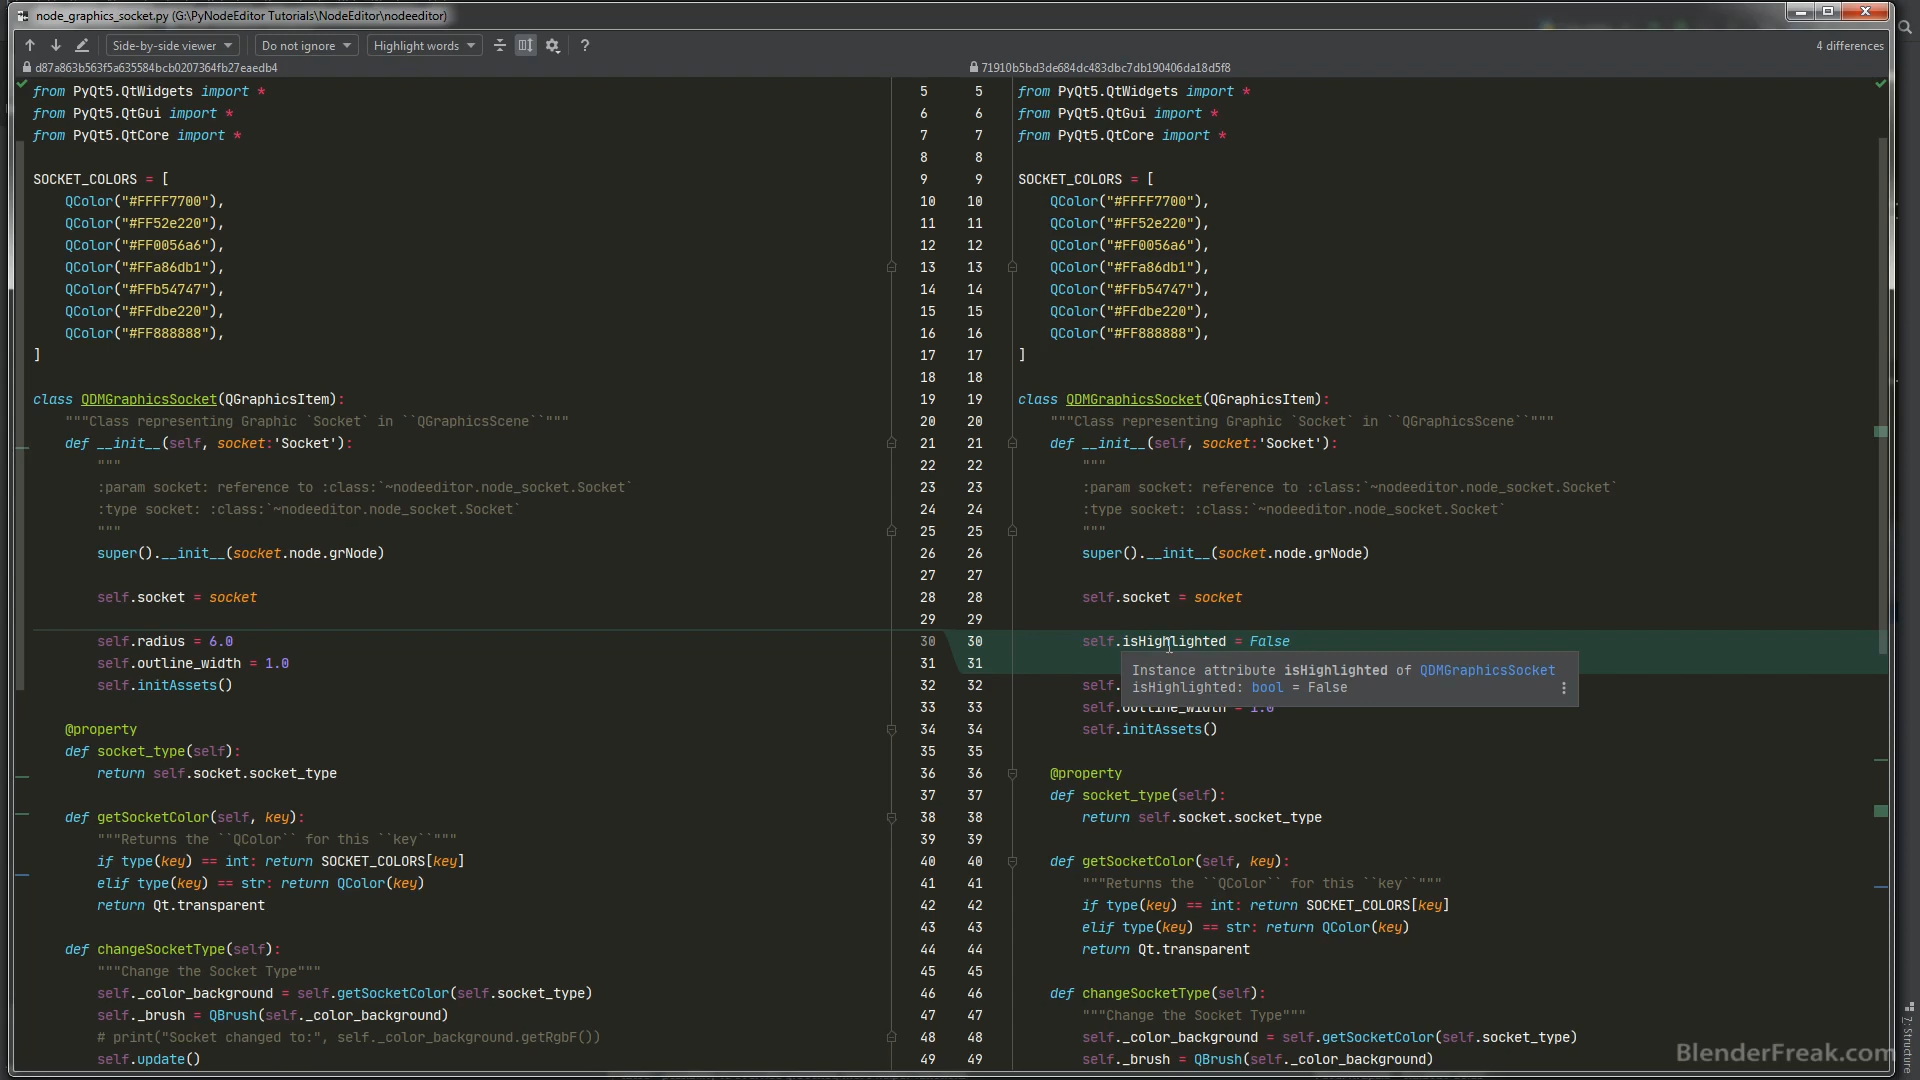 node_graphics_socket.py (G:\PyNodeEditor Tutorials\NodeEditor\nodeeditor)
Side-by-side viewer Do not ignore Highlight words ? 4 differences
d87a863b563f5a635584bcb0207364fb27eaedb4
from PyQt5.QtWidgets import *
from PyQt5.QtGui import *
from PyQt5.QtCore import *
SOCKET_COLORS = [
QColor("#FFFF7700"),
QColor("#FF52e220"),
QColor("#FF0056a6"),
QColor("#FFa86db1"),
QColor("#FFb54747"),
QColor("#FFdbe220"),
QColor("#FF888888"),
]
class QDMGraphicsSocket(QGraphicsItem):
"""Class representing Graphic `Socket` in ``QGraphicsScene``"""
def __init__(self, socket:'Socket'):
"""
:param socket: reference to :class:`~nodeeditor.node_socket.Socket`
:type socket: :class:`~nodeeditor.node_socket.Socket`
"""
super().__init__(socket.node.grNode)
self.socket = socket
self.radius = 6.0
self.outline_width = 1.0
self.initAssets()
@property
def socket_type(self):
return self.socket.socket_type
def getSocketColor(self, key):
"""Returns the ``QColor`` for this ``key``"""
if type(key) == int: return SOCKET_COLORS[key]
elif type(key) == str: return QColor(key)
return Qt.transparent
def changeSocketType(self):
"""Change the Socket Type"""
self._color_background = self.getSocketColor(self.socket_type)
self._brush = QBrush(self._color_background)
# print("Socket changed to:", self._color_background.getRgbF())
self.update()
71910b5bd3de684dc483dbc7db190406da18d5f8
5 5 from PyQt5.QtWidgets import *
6 6 from PyQt5.QtGui import *
7 7 from PyQt5.QtCore import *
8 8
9 9 SOCKET_COLORS = [
10 10 QColor("#FFFF7700"),
11 11 QColor("#FF52e220"),
12 12 QColor("#FF0056a6"),
13 13 QColor("#FFa86db1"),
14 14 QColor("#FFb54747"),
15 15 QColor("#FFdbe220"),
16 16 QColor("#FF888888"),
17 17 ]
18 18
19 19 class QDMGraphicsSocket(QGraphicsItem):
20 20 """Class representing Graphic `Socket` in ``QGraphicsScene``"""
21 21 def __init__(self, socket:'Socket'):
22 22 """
23 23 :param socket: reference to :class:`~nodeeditor.node_socket.Socket`
24 24 :type socket: :class:`~nodeeditor.node_socket.Socket`
25 25 """
26 26 super().__init__(socket.node.grNode)
27 27
28 28 self.socket = socket
29 29
30 30 self.isHighlighted = False
31 31
Instance attribute isHighlighted of QDMGraphicsSocket
isHighlighted: bool = False
32 32 self.
33 33 self.outline_width = 1.0
34 34 self.initAssets()
35 35
36 36 @property
37 37 def socket_type(self):
38 38 return self.socket.socket_type
39 39
40 40 def getSocketColor(self, key):
41 41 """Returns the ``QColor`` for this ``key``"""
42 42 if type(key) == int: return SOCKET_COLORS[key]
43 43 elif type(key) == str: return QColor(key)
44 44 return Qt.transparent
45 45
46 46 def changeSocketType(self):
47 47 """Change the Socket Type"""
48 48 self._color_background = self.getSocketColor(self.socket_type)
49 49 self._brush = QBrush(self._color_background)
7: Structure
BlenderFreak.com